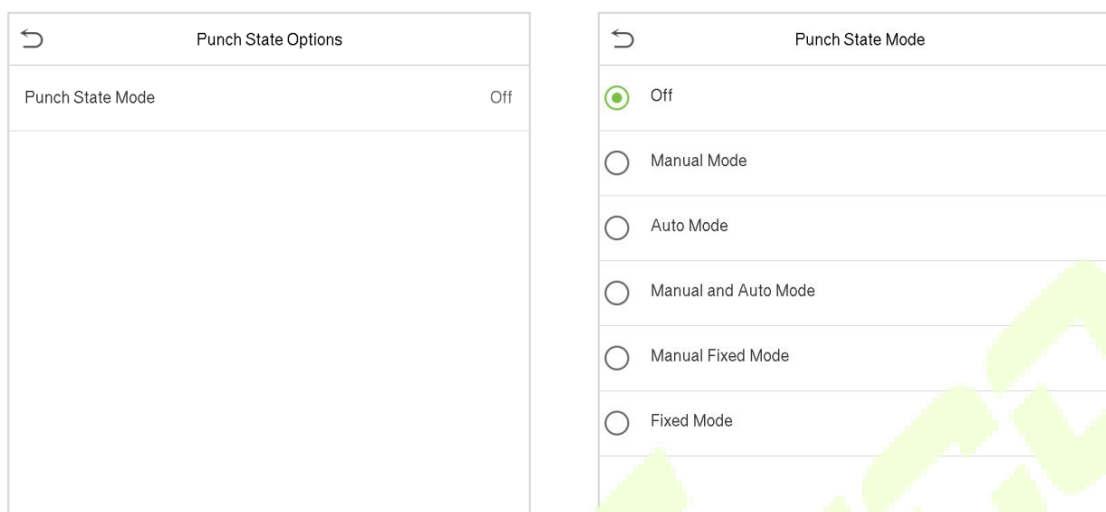 Punch State Options
Punch State Mode Off
Punch State Mode
Off
Manual Mode
Auto Mode
Manual and Auto Mode
Manual Fixed Mode
Fixed Mode